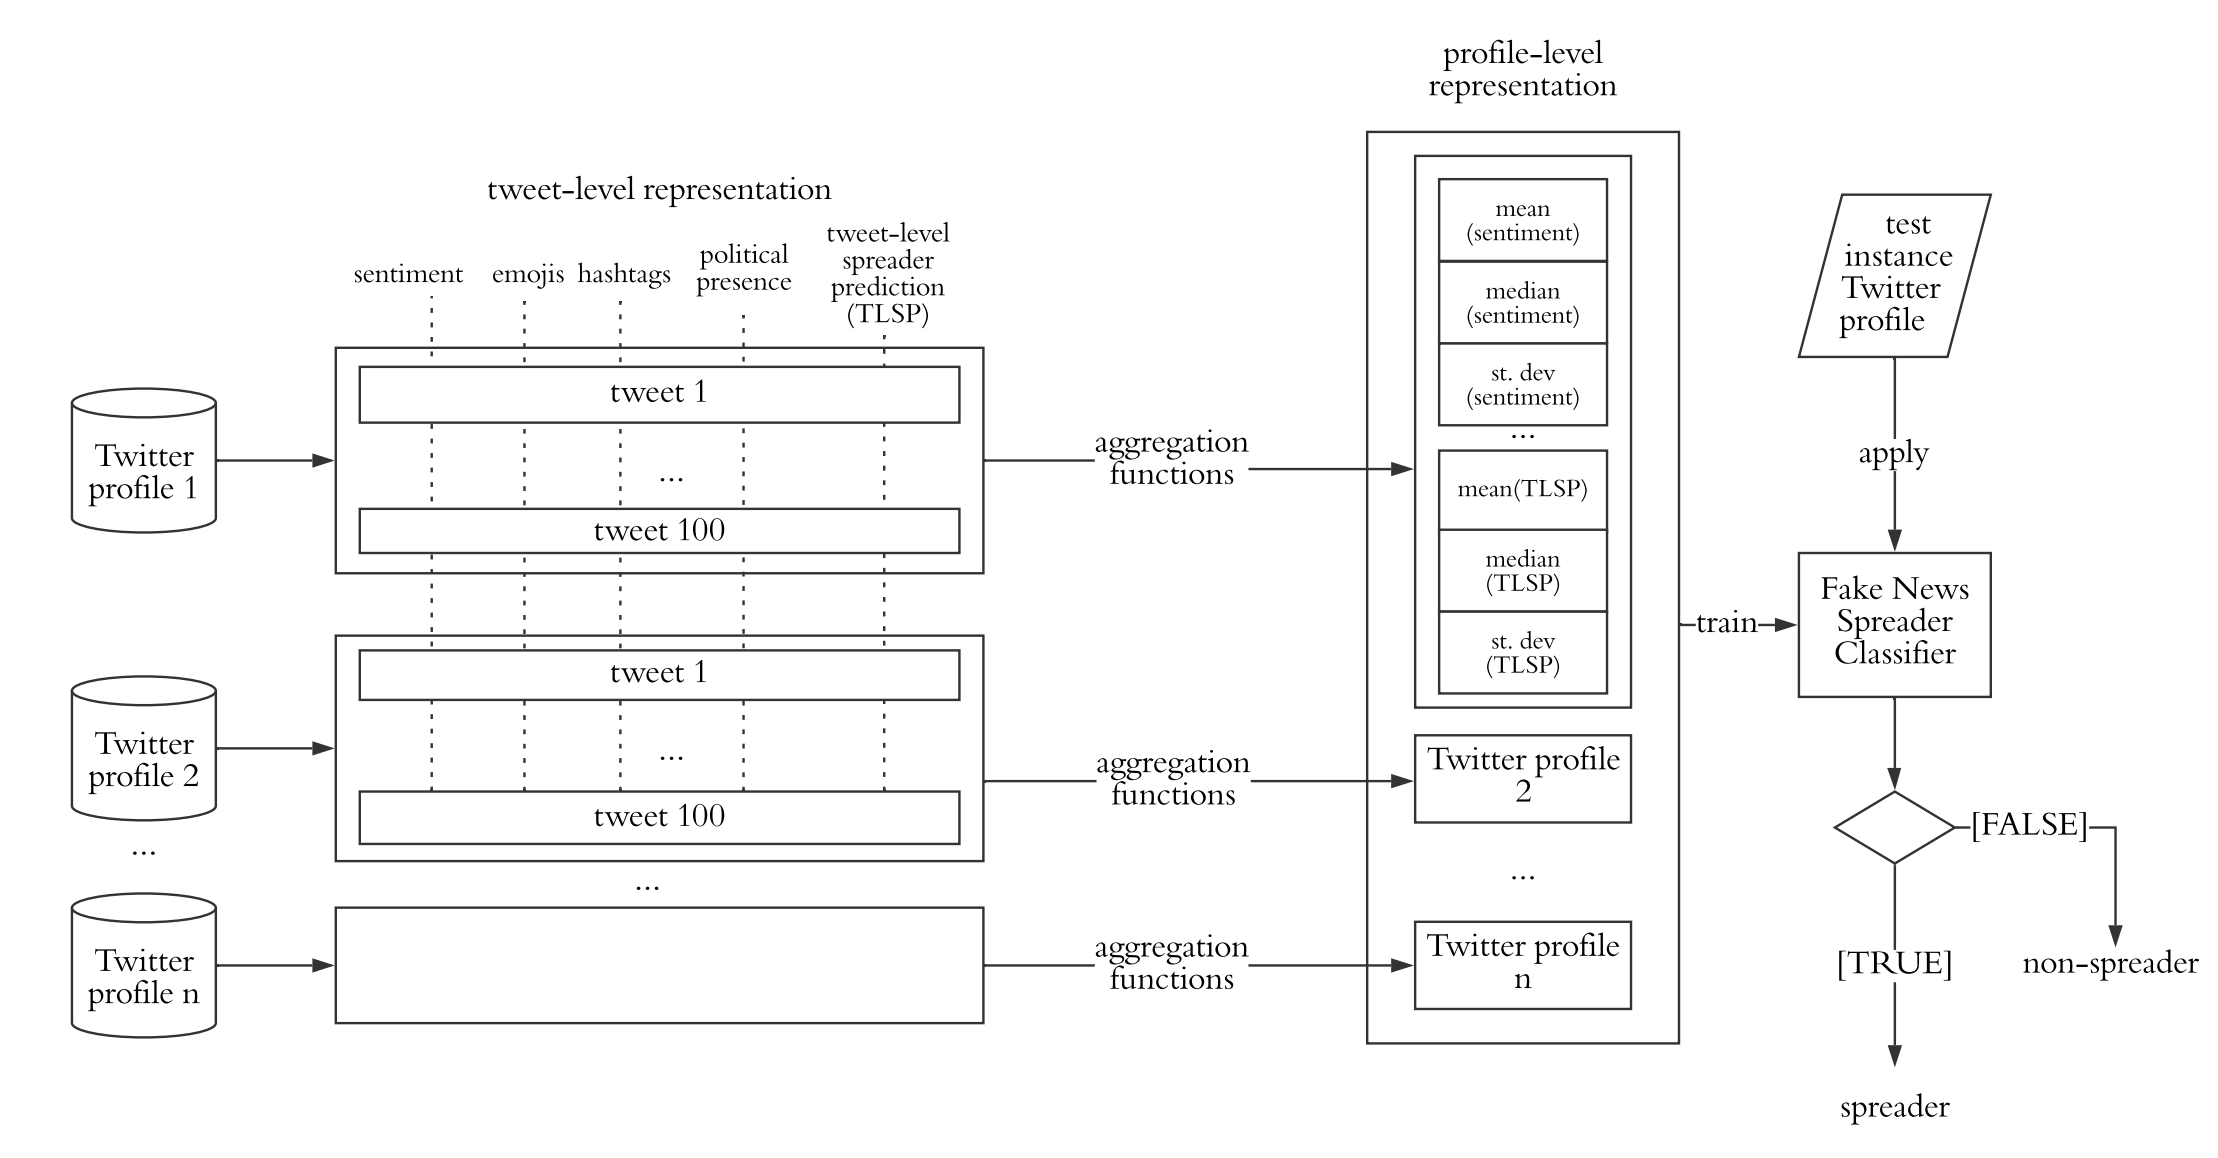 profile-level
representation
tweet-level representation
sentiment
emojis
hashtags
political
presence
tweet-level
spreader
prediction
(TLSP)
Twitter
profile 1
tweet 1
...
tweet 100
aggregation
functions
mean
(sentiment)
median
(sentiment)
st. dev
(sentiment)
...
mean(TLSP)
median
(TLSP)
st. dev
(TLSP)
Twitter
profile 2
tweet 1
...
tweet 100
aggregation
functions
Twitter profile
2
...
...
...
Twitter
profile n
aggregation
functions
Twitter profile
n
train
test
instance
Twitter
profile
apply
Fake News
Spreader
Classifier
[FALSE]
non-spreader
[TRUE]
spreader